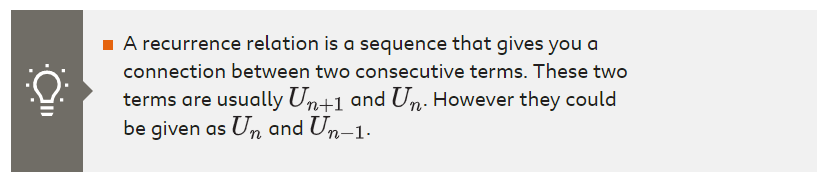 A recurrence relation is a sequence that gives you a
connection between two consecutive terms. These two
terms are usually $U_{n+1}$ and $U_n$. However they could
be given as $U_n$ and $U_{n-1}$.